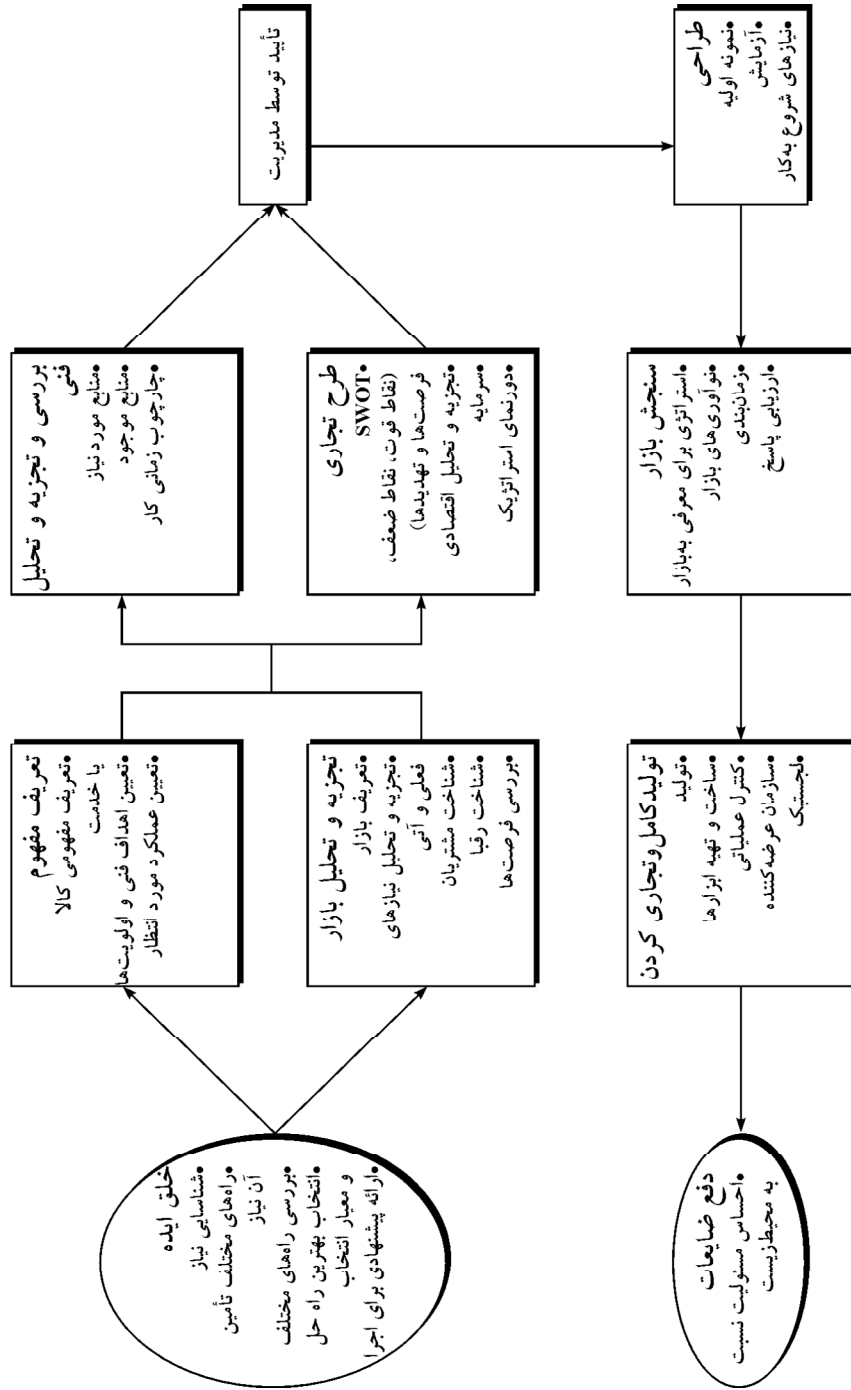 خلق ایده
•شناسایی نیاز
•راه‌های مختلف تأمین
آن نیاز
•بررسی راه‌های مختلف
•انتخاب بهترین راه حل
و معیار انتخاب
•ارائه پیشنهادی برای اجرا
تعریف مفهوم
•تعریف مفهومی کالا
یا خدمت
•تعیین اهداف فنی و اولویت‌ها
•تعیین عملکرد مورد انتظار
تجزیه و تحلیل بازار
•تعریف بازار
•تجزیه و تحلیل نیازهای
فعلی و آتی
•شناخت مشتریان
•شناخت رقبا
•بررسی فرصت‌ها
بررسی و تجزیه و تحلیل
فنی
•منابع موجود
•منابع مورد نیاز
•چارچوب زمانی کار
طرح تجاری
•SWOT
(نقاط قوت، نقاط ضعف،
فرصت‌ها و تهدیدها)
•تجزیه و تحلیل اقتصادی
•سرمایه
•دورنمای استراتژیک
تأیید توسط مدیریت
طراحی
•نمونه اولیه
•آزمایش
•نیازهای شروع به‌کار
سنجش بازار
•استراتژی برای معرفی به‌بازار
•نوآوری‌های بازار
•زمان‌بندی
•ارزیابی پاسخ
تولید کامل و تجاری کردن
•تولید
•ساخت و تهیه ابزارها
•کنترل عملیاتی
•سازمان عرضه‌کننده
•لجستیک
دفع ضایعات
•احساس مسئولیت نسبت
به محیط‌زیست